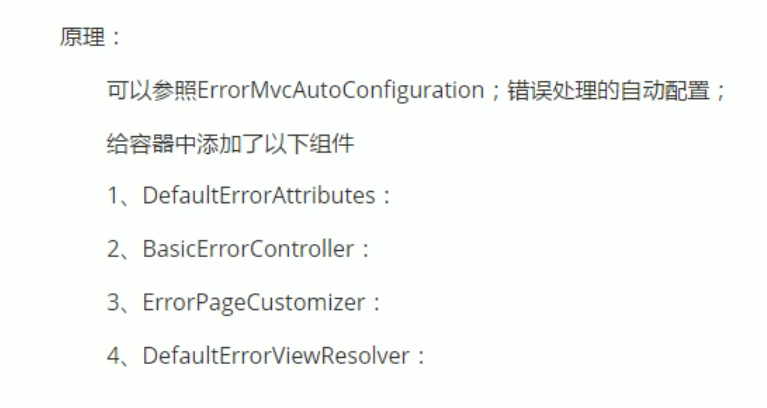 原理：
可以参照ErrorMvcAutoConfiguration；错误处理的自动配置；
给容器中添加了以下组件
1、DefaultErrorAttributes：
2、BasicErrorController：
3、ErrorPageCustomizer：
4、DefaultErrorViewResolver：